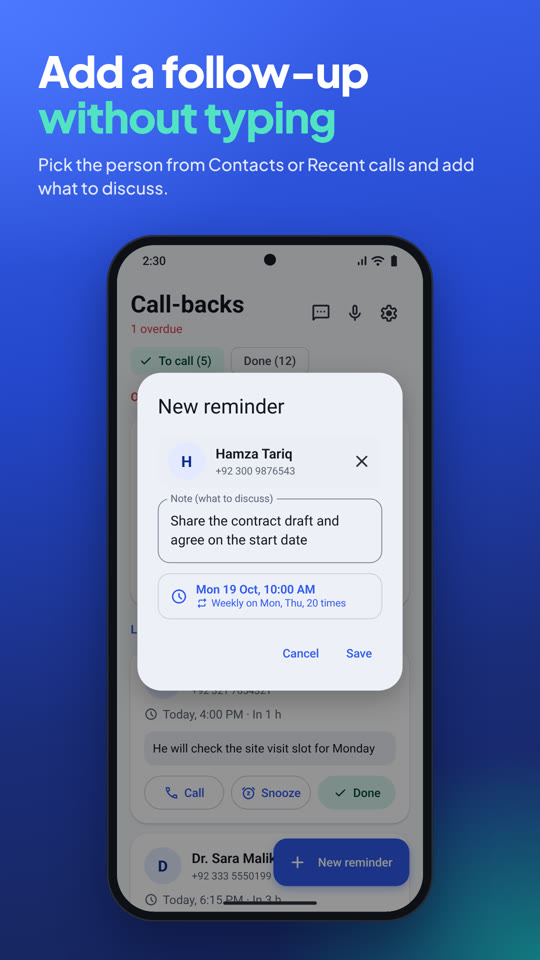 Add a follow-up
without typing
Pick the person from Contacts or Recent calls and add
what to discuss.
2:30
Call-backs
1 overdue
To call (5)
Done (12)
New reminder
H
Hamza Tariq
+92 300 9876543
Note (what to discuss)
Share the contract draft and
agree on the start date
Mon 19 Oct, 10:00 AM
Weekly on Mon, Thu, 20 times
Cancel
Save
+92 321 7654321
Today, 4:00 PM · In 1 h
He will check the site visit slot for Monday
Call
Snooze
Done
D
Dr. Sara Malik
+92 333 5550199
New reminder
Today, 6:15 PM · In 3 h